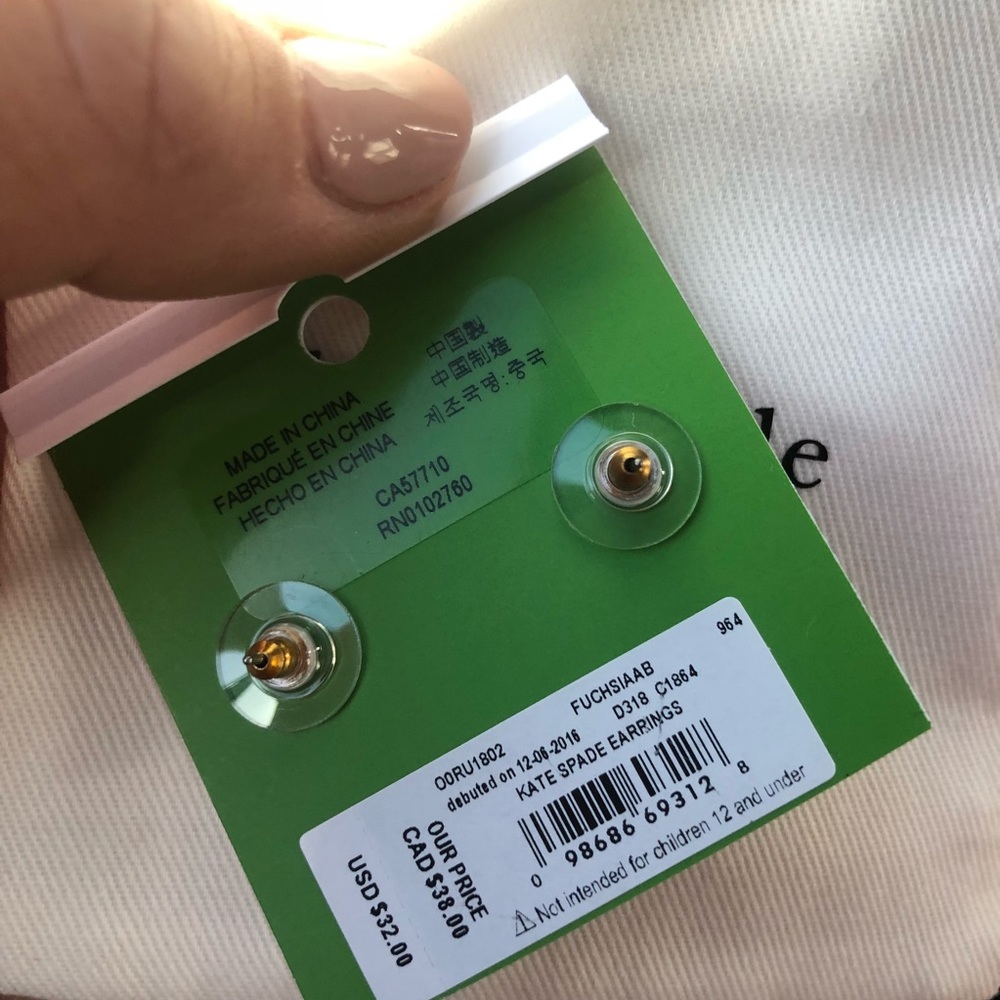 MADE IN CHINA
FABRIQUÉ EN CHINE
HECHO EN CHINA
中国製
中国制造
제조국명:중국
CA57710
RN0102760
964
O0RU1802 FUCHSIAAB
debuted on 12-06-2016 D318 C1864
KATE SPADE EARRINGS
0 98686 69312 8
⚠ Not intended for children 12 and under
OUR PRICE
CAD $38.00
USD $32.00